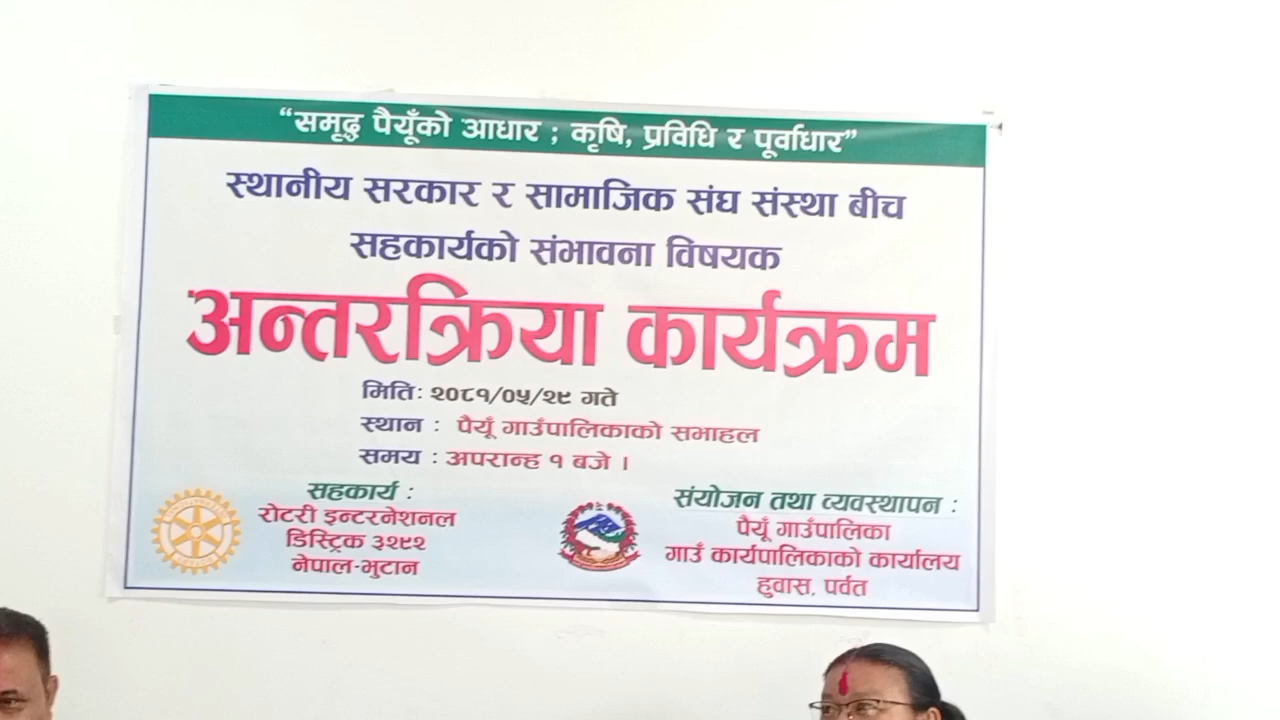 “समृद्ध पैयूँको आधार ; कृषि, प्रविधि र पूर्वाधार”
स्थानीय सरकार र सामाजिक संघ संस्था बीच
सहकार्यको संभावना विषयक
अन्तरक्रिया कार्यक्रम
मिति: २०८१/०५/२९ गते
स्थान : पैयूँ गाउँपालिकाको सभाहल
समय : अपरान्ह १ बजे ।
सहकार्य :
रोटरी इन्टरनेशनल
डिस्ट्रिक ३२९२
नेपाल-भुटान
संयोजन तथा व्यवस्थापन :
पैयूँ गाउँपालिका
गाउँ कार्यपालिकाको कार्यालय
हुवास, पर्वत